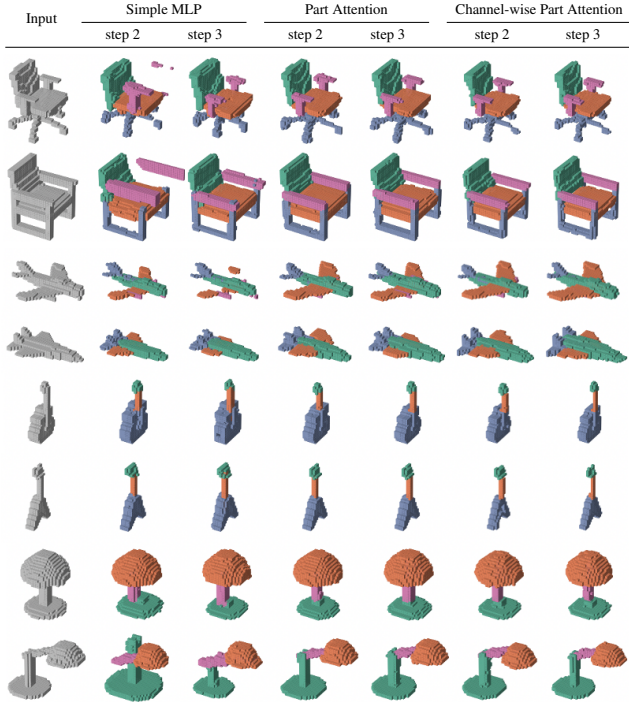 Input Simple MLP Part Attention Channel-wise Part Attention
step 2 step 3 step 2 step 3 step 2 step 3